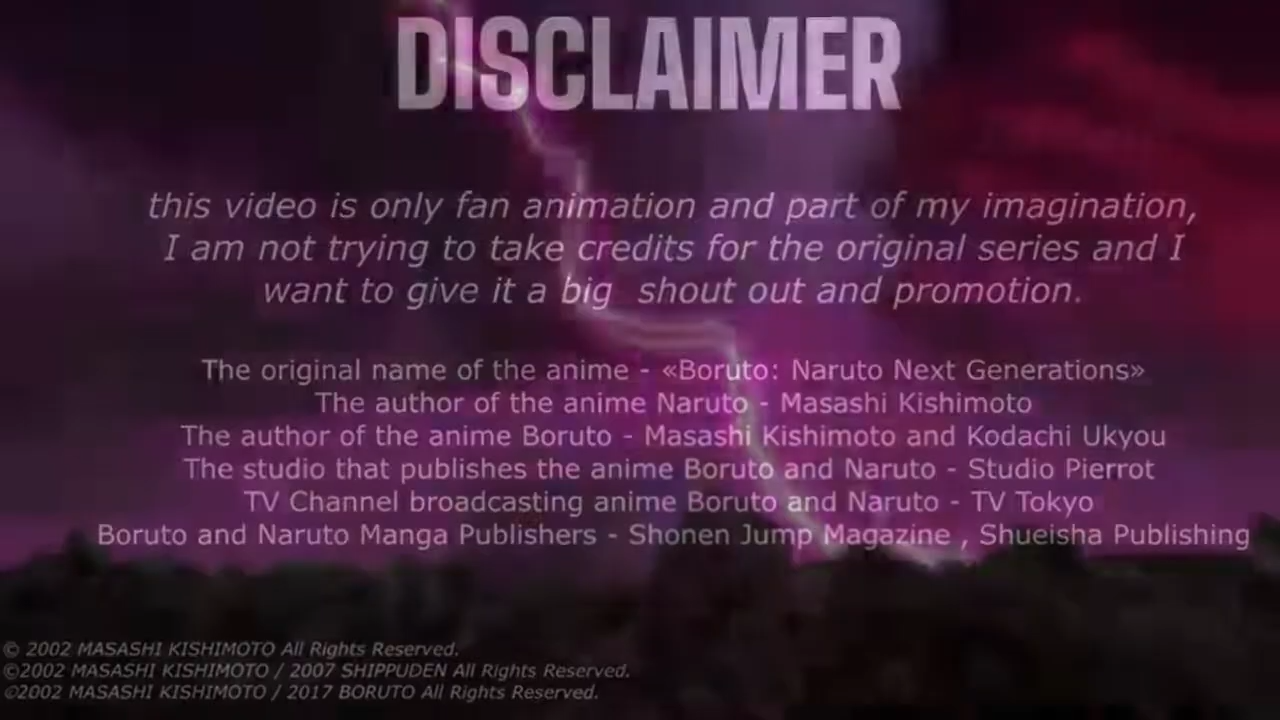 DISCLAIMER
this video is only fan animation and part of my imagination,
I am not trying to take credits for the original series and I
want to give it a big shout out and promotion.
The original name of the anime - «Boruto: Naruto Next Generations»
The author of the anime Naruto - Masashi Kishimoto
The author of the anime Boruto - Masashi Kishimoto and Kodachi Ukyou
The studio that publishes the anime Boruto and Naruto - Studio Pierrot
TV Channel broadcasting anime Boruto and Naruto - TV Tokyo
Boruto and Naruto Manga Publishers - Shonen Jump Magazine , Shueisha Publishing
© 2002 MASASHI KISHIMOTO All Rights Reserved.
©2002 MASASHI KISHIMOTO / 2007 SHIPPUDEN All Rights Reserved.
©2002 MASASHI KISHIMOTO / 2017 BORUTO All Rights Reserved.